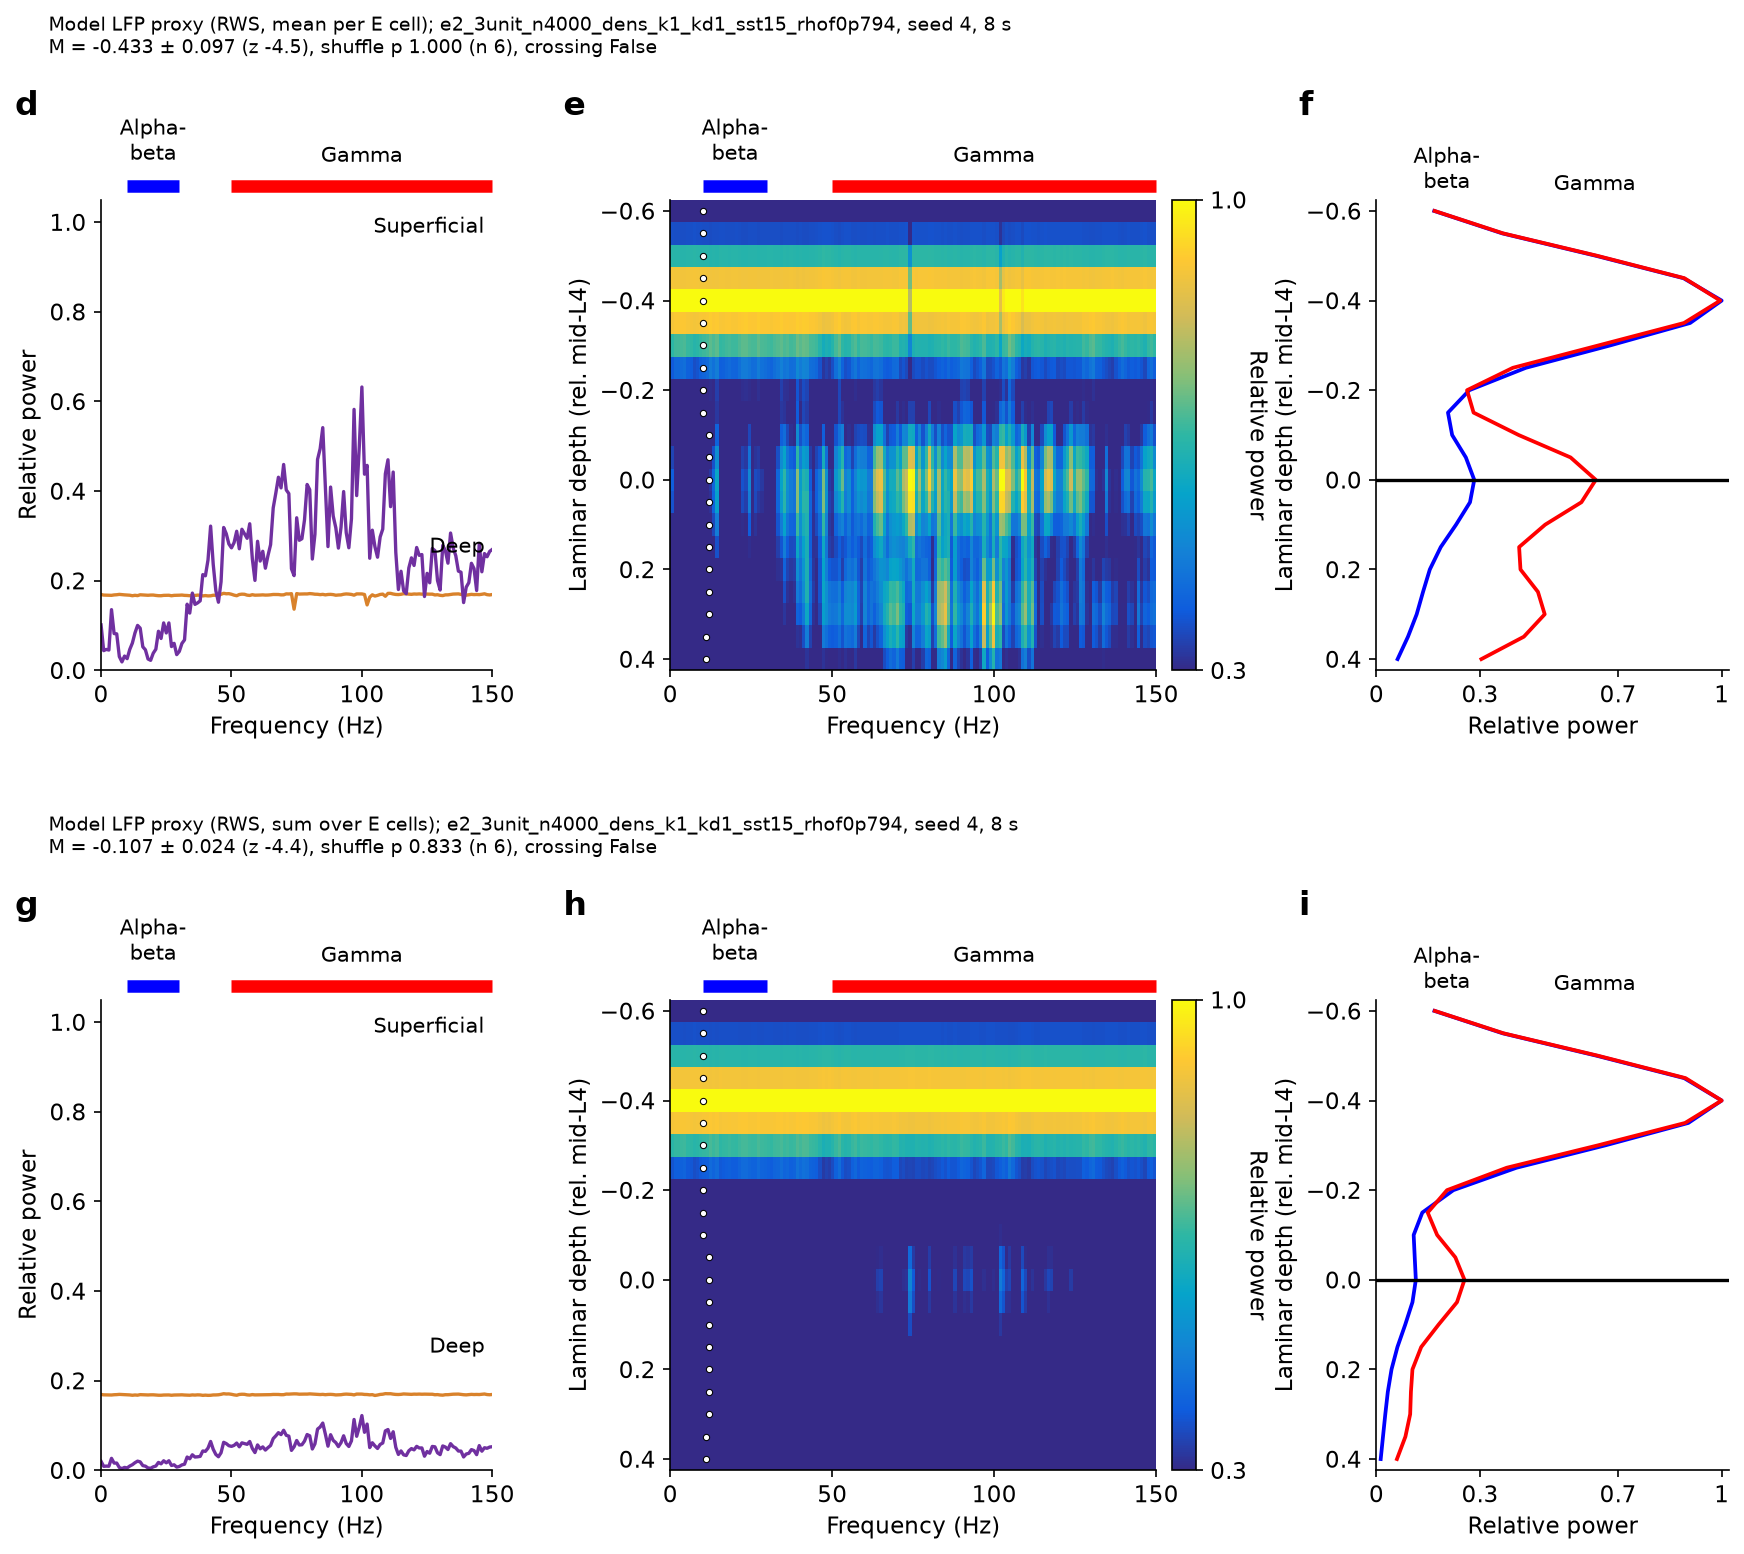 Model LFP proxy (RWS, mean per E cell); e2_3unit_n4000_dens_k1_kd1_sst15_rhof0p794, seed 4, 8 s
M = -0.433 ± 0.097 (z -4.5), shuffle p 1.000 (n 6), crossing False
d
Alpha-
beta
Gamma
Superficial
Deep
1.0
0.8
0.6
0.4
0.2
0.0
Relative power
0
50
100
150
Frequency (Hz)
e
Alpha-
beta
Gamma
−0.6
−0.4
−0.2
0.0
0.2
0.4
Laminar depth (rel. mid-L4)
0
50
100
150
Frequency (Hz)
1.0
0.3
Relative power
f
Alpha-
beta
Gamma
−0.6
−0.4
−0.2
0.0
0.2
0.4
Laminar depth (rel. mid-L4)
0
0.3
0.7
1
Relative power
Model LFP proxy (RWS, sum over E cells); e2_3unit_n4000_dens_k1_kd1_sst15_rhof0p794, seed 4, 8 s
M = -0.107 ± 0.024 (z -4.4), shuffle p 0.833 (n 6), crossing False
g
Alpha-
beta
Gamma
Superficial
Deep
1.0
0.8
0.6
0.4
0.2
0.0
Relative power
0
50
100
150
Frequency (Hz)
h
Alpha-
beta
Gamma
−0.6
−0.4
−0.2
0.0
0.2
0.4
Laminar depth (rel. mid-L4)
0
50
100
150
Frequency (Hz)
1.0
0.3
Relative power
i
Alpha-
beta
Gamma
−0.6
−0.4
−0.2
0.0
0.2
0.4
Laminar depth (rel. mid-L4)
0
0.3
0.7
1
Relative power